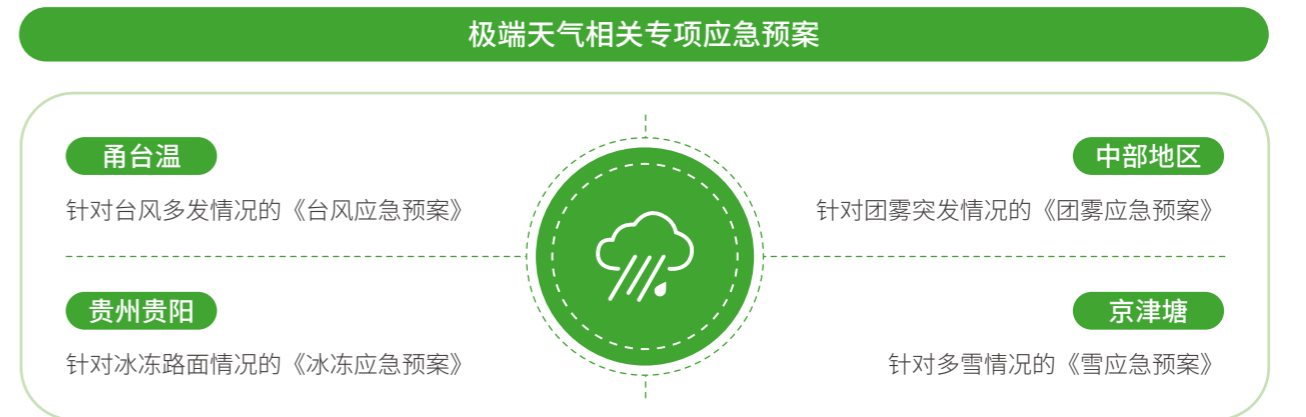 极端天气相关专项应急预案
甬台温
针对台风多发情况的《台风应急预案》
中部地区
针对团雾突发情况的《团雾应急预案》
贵州贵阳
针对冰冻路面情况的《冰冻应急预案》
京津塘
针对多雪情况的《雪应急预案》